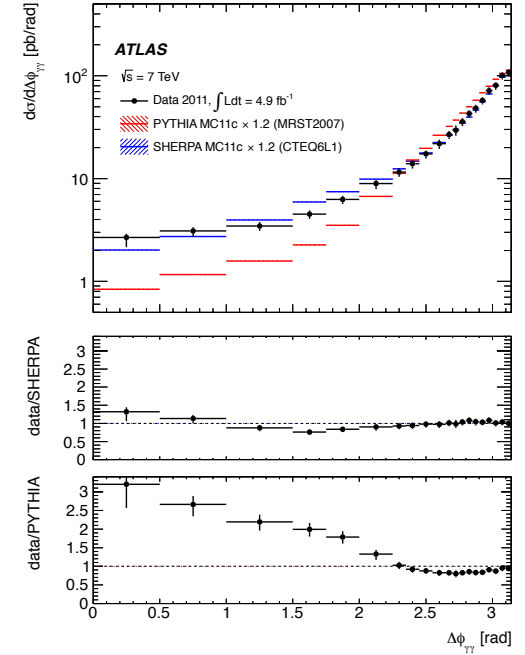 dσ/dΔϕγγ [pb/rad]
ATLAS
√s = 7 TeV
Data 2011, ∫ Ldt = 4.9 fb⁻¹
PYTHIA MC11c × 1.2 (MRST2007)
SHERPA MC11c × 1.2 (CTEQ6L1)
10²
10
1
data/SHERPA
3
2.5
2
1.5
1
0.5
0
data/PYTHIA
3
2.5
2
1.5
1
0.5
0
0 0.5 1 1.5 2 2.5 3
Δϕγγ [rad]